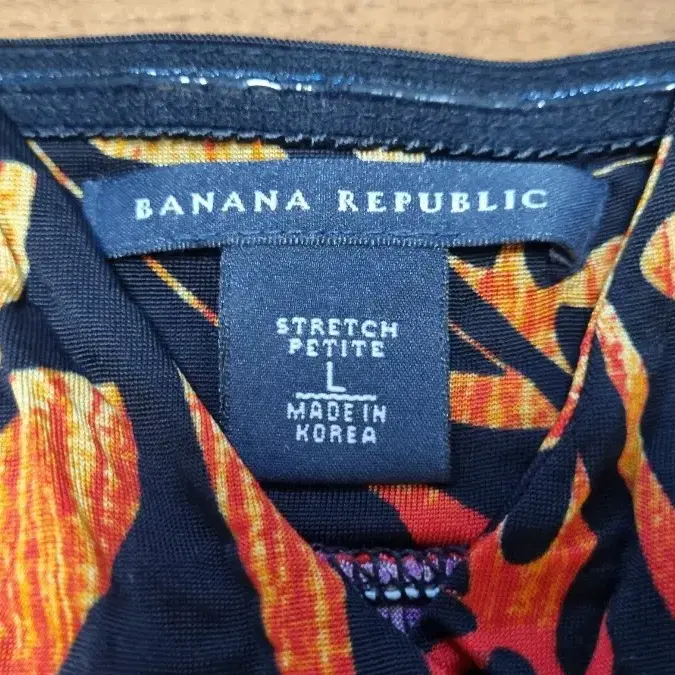 BANANA REPUBLIC
STRETCH
PETITE
L
MADE IN
KOREA